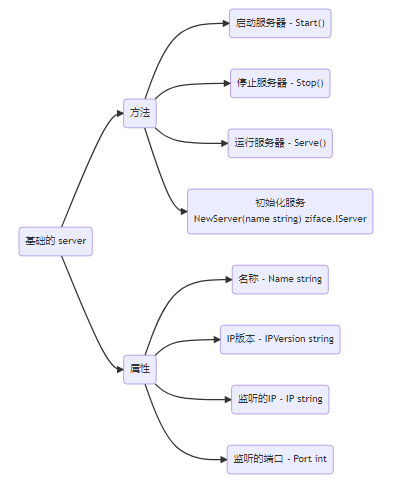 基础的 server
方法
启动服务器 - Start()
停止服务器 - Stop()
运行服务器 - Serve()
初始化服务
NewServer(name string) ziface.IServer
属性
名称 - Name string
IP版本 - IPVersion string
监听的IP - IP string
监听的端口 - Port int